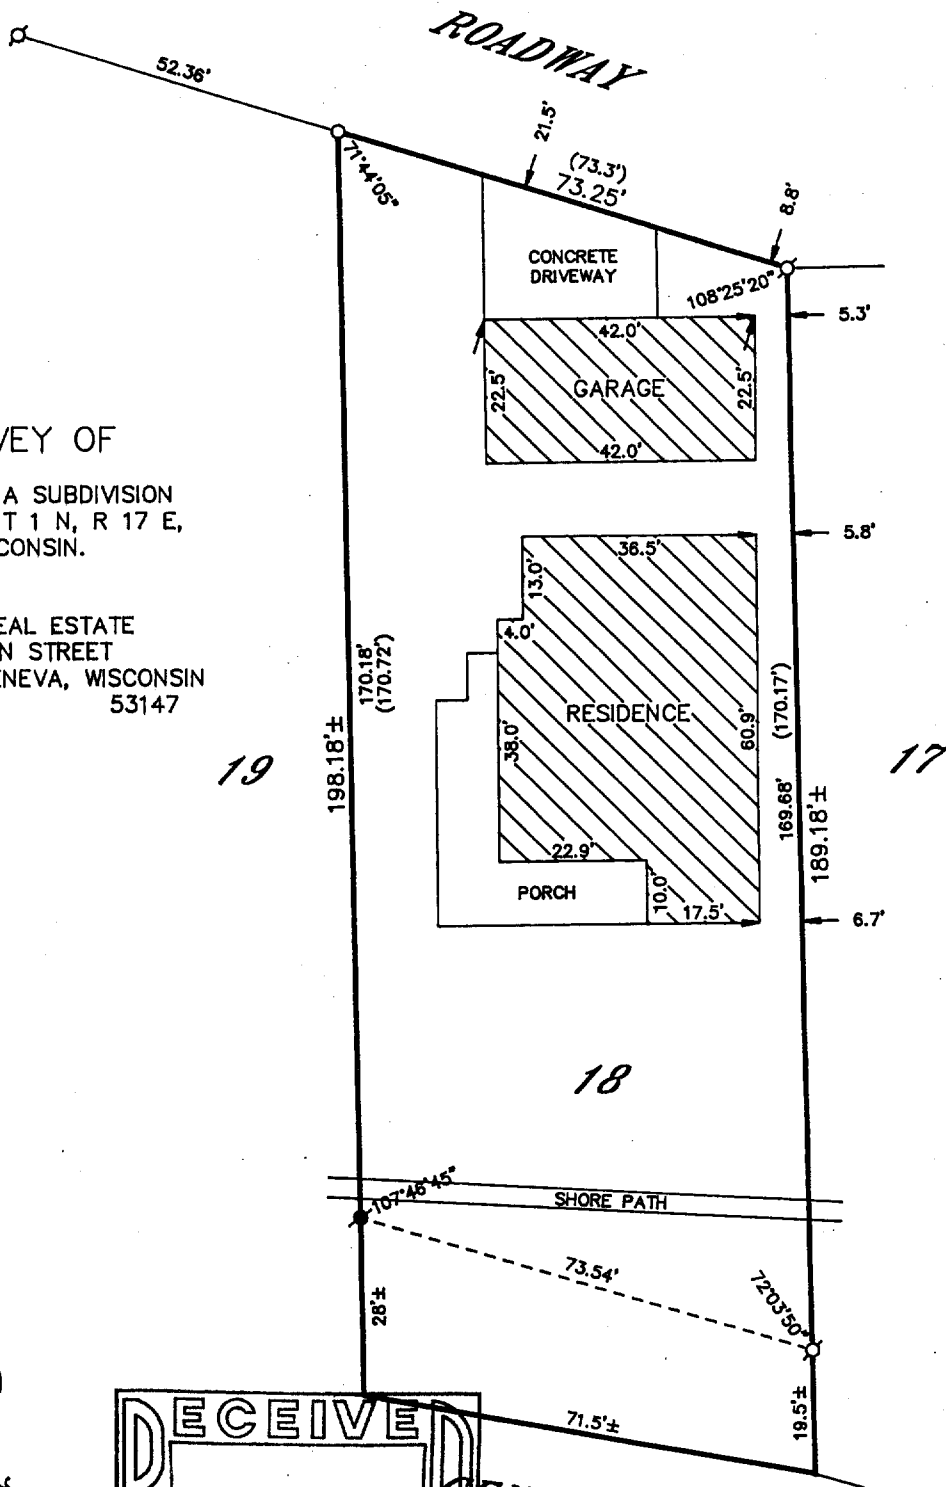 ROADWAY
52.36'
21.5'
(73.3')
73.25'
8.8'
71°44'05"
CONCRETE
DRIVEWAY
108°25'20"
5.3'
42.0'
22.5'
GARAGE
22.5'
42.0'
VEY OF
A SUBDIVISION
T 1 N, R 17 E,
CONSIN.
5.8'
36.5'
13.0'
4.0'
EAL ESTATE
N STREET
NEVA, WISCONSIN
53147
170.18'
(170.72')
198.18'±
38.0'
RESIDENCE
60.9'
(170.17')
169.68'
189.18'±
19
17
22.9'
PORCH
10.0'
17.5'
6.7'
18
107°46'45"
SHORE PATH
73.54'
72°03'50"
28'±
19.5'±
71.5'±
DECEIVED